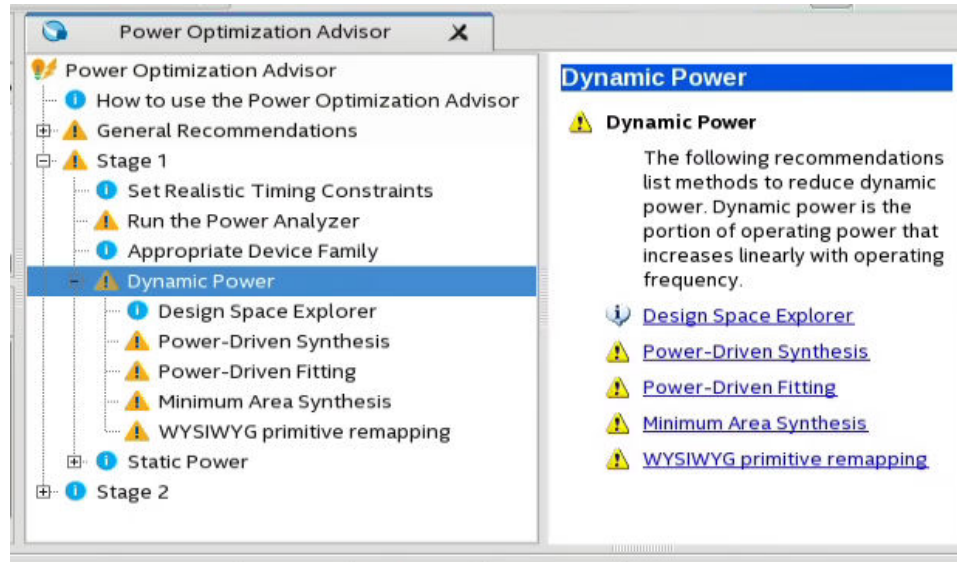 Power Optimization Advisor
Power Optimization Advisor
How to use the Power Optimization Advisor
General Recommendations
Stage 1
Set Realistic Timing Constraints
Run the Power Analyzer
Appropriate Device Family
Dynamic Power
Design Space Explorer
Power-Driven Synthesis
Power-Driven Fitting
Minimum Area Synthesis
WYSIWYG primitive remapping
Static Power
Stage 2
Dynamic Power
Dynamic Power
The following recommendations
list methods to reduce dynamic
power. Dynamic power is the
portion of operating power that
increases linearly with operating
frequency.
Design Space Explorer
Power-Driven Synthesis
Power-Driven Fitting
Minimum Area Synthesis
WYSIWYG primitive remapping